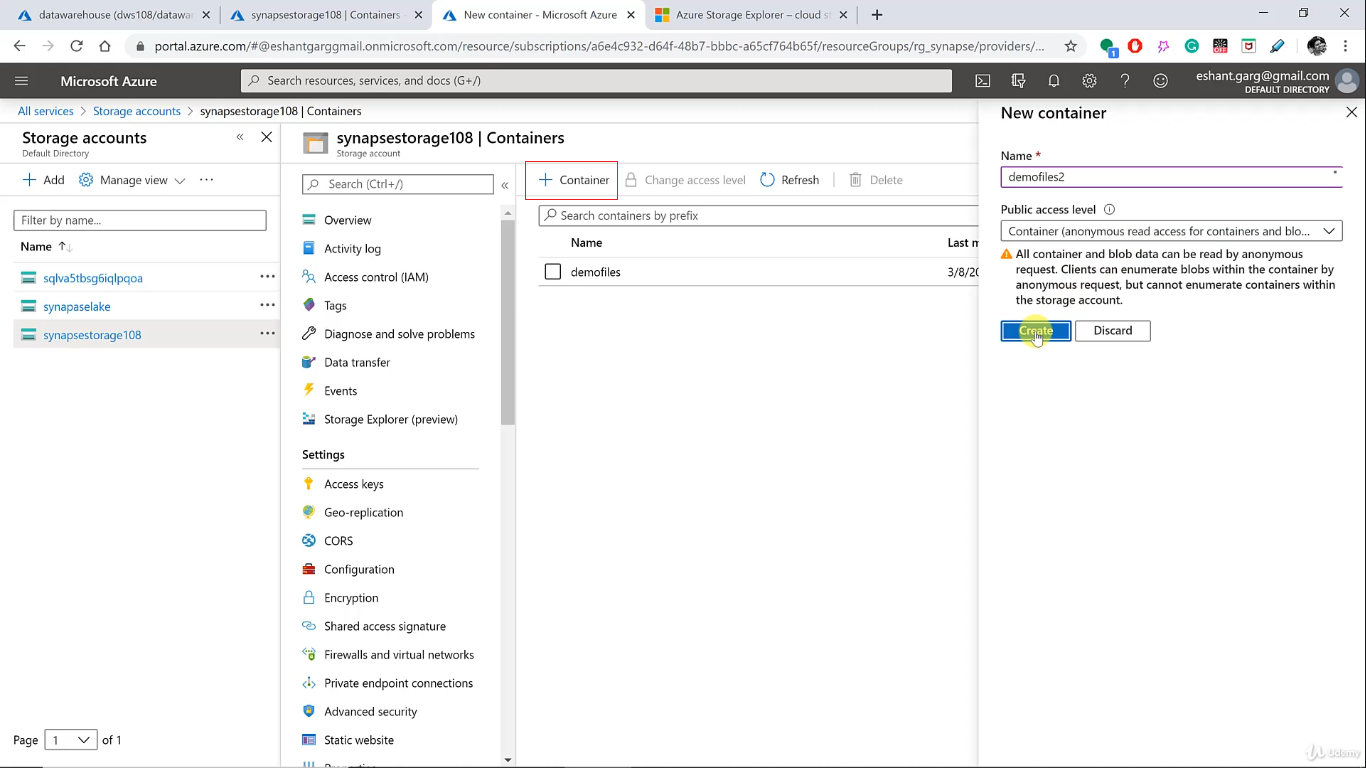 datawarehouse (dws108/dataware
synapsestorage108 | Containers
New container - Microsoft Azure
Azure Storage Explorer – cloud st
portal.azure.com/#@eshantgarggmail.onmicrosoft.com/resource/subscriptions/a6e4c932-d64f-48b7-bbbc-a65cf764b65f/resourceGroups/rg_synapse/providers/...
1
Microsoft Azure
Search resources, services, and docs (G+/)
eshant.garg@gmail.com
DEFAULT DIRECTORY
All services > Storage accounts > synapsestorage108 | Containers
Storage accounts
Default Directory
Add Manage view
Filter by name...
Name
sqlva5tbsg6iqlpqoa
synapaselake
synapsestorage108
Page 1 of 1
synapsestorage108 | Containers
Storage account
Search (Ctrl+/)
Overview
Activity log
Access control (IAM)
Tags
Diagnose and solve problems
Data transfer
Events
Storage Explorer (preview)
Settings
Access keys
Geo-replication
CORS
Configuration
Encryption
Shared access signature
Firewalls and virtual networks
Private endpoint connections
Advanced security
Static website
Container Change access level Refresh Delete
Search containers by prefix
Name Last m
demofiles 3/8/20
New container
Name *
demofiles2
Public access level
Container (anonymous read access for containers and blo...
All container and blob data can be read by anonymous
request. Clients can enumerate blobs within the container by
anonymous request, but cannot enumerate containers within
the storage account.
Create Discard
Udemy